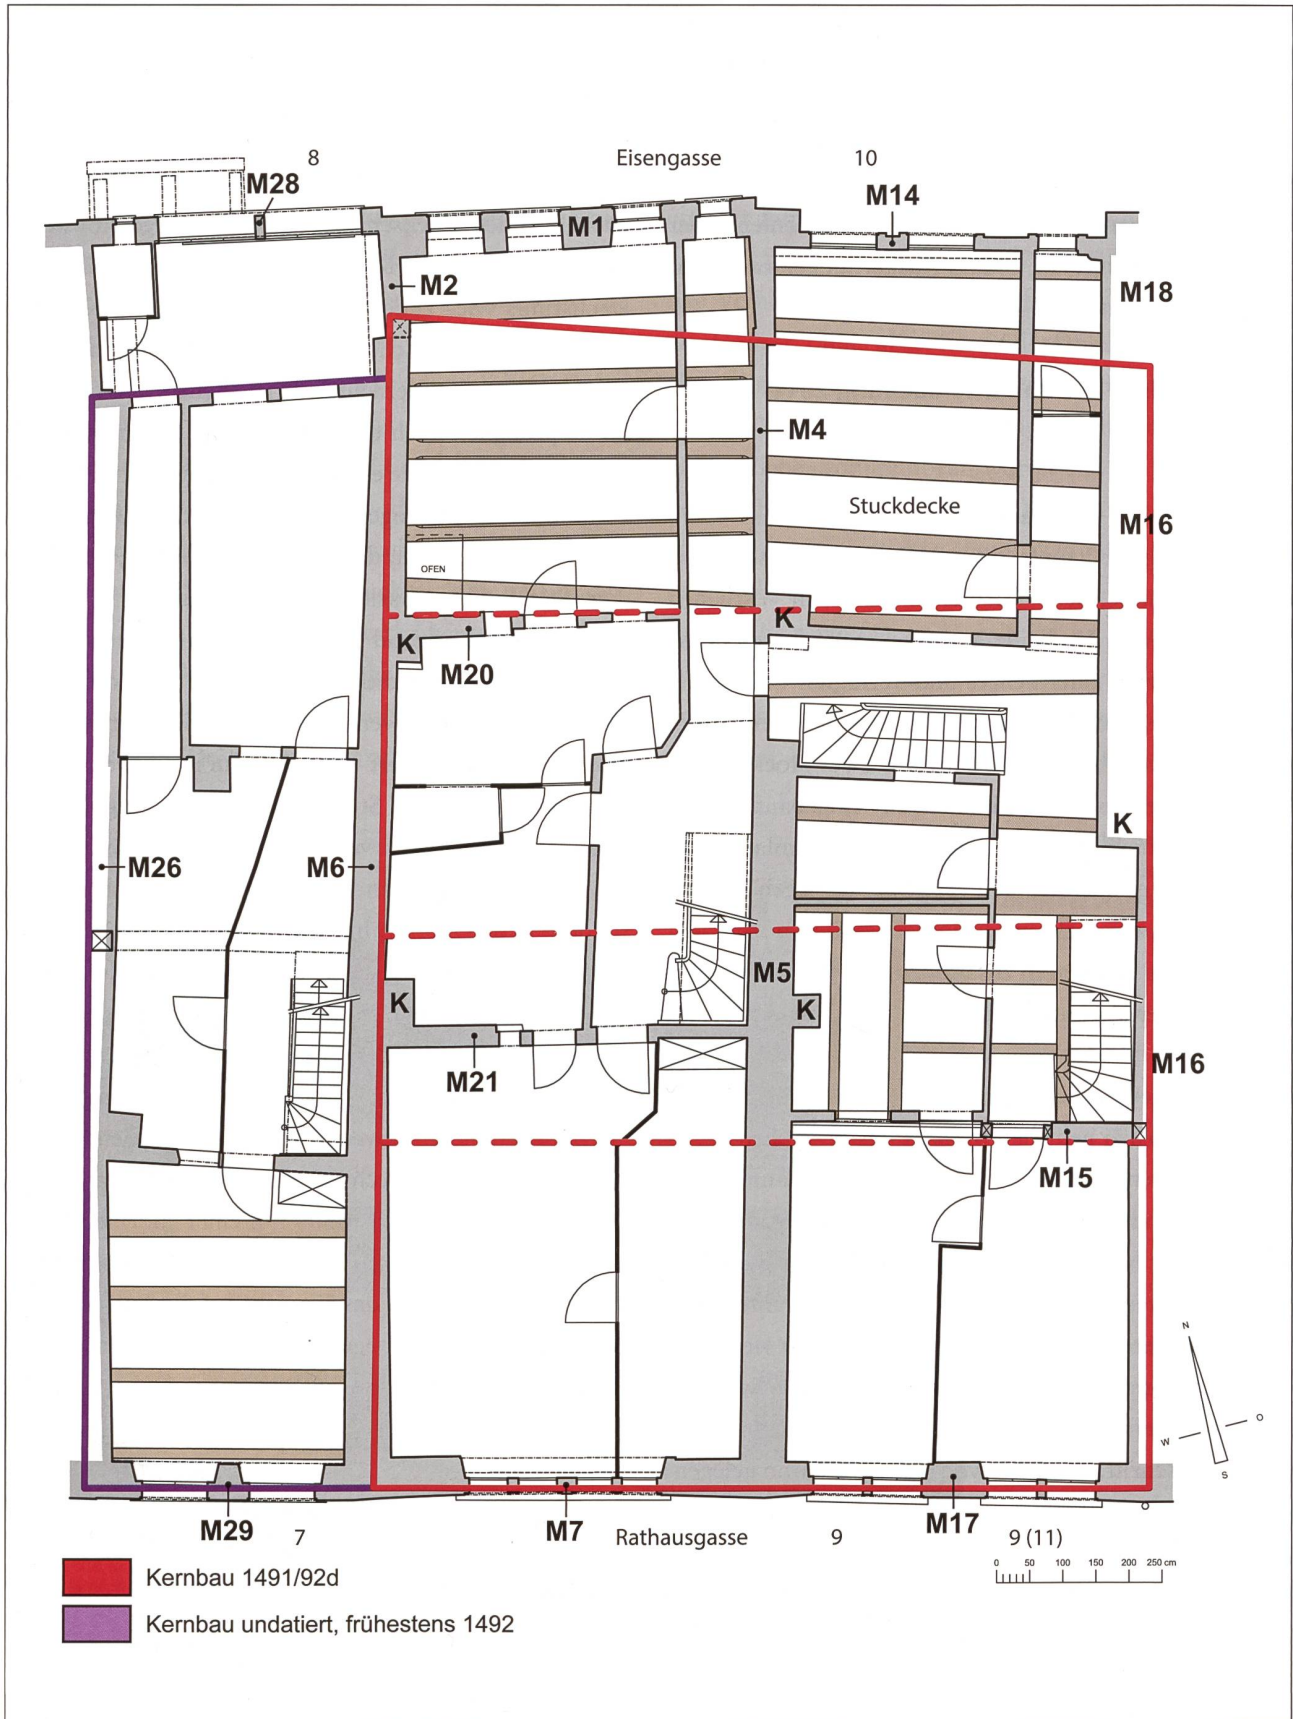 8 Eisengasse 10
M28 M14
M1
M2 M18
M4
Stuckdecke
M16
OFEN
K K
M20
K
M26 M6
M5
K K
M21 M16
M15
N
W O
S
M29 7 M7 Rathausgasse 9 M17 9 (11)
0 50 100 150 200 250 cm
Kernbau 1491/92d
Kernbau undatiert, frühestens 1492